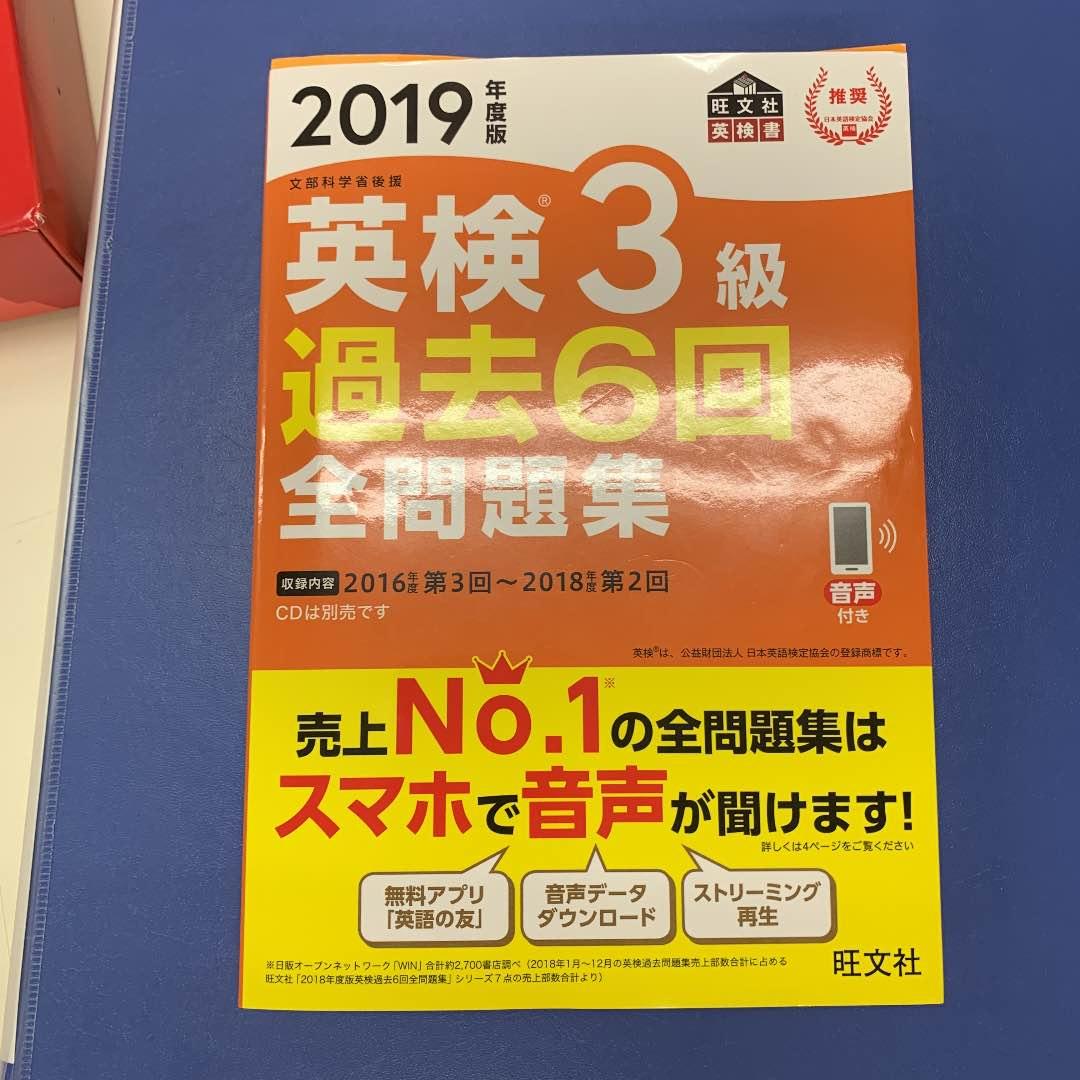 2019年度版
旺文社
英検書
推奨
日本英語検定協会
英検
文部科学省後援
英検®3級
過去6回
全問題集
収録内容 2016年度第3回～2018年度第2回
CDは別売です
音声
付き
英検®は、公益財団法人 日本英語検定協会の登録商標です。
売上No.1※の全問題集は
スマホで音声が聞けます!
詳しくは4ページをご覧ください
無料アプリ
「英語の友」
音声データ
ダウンロード
ストリーミング
再生
※日販オープンネットワーク「WIN」合計約2,700書店調べ（2018年1月～12月の英検過去問題集売上部数合計に占める
旺文社「2018年度版英検過去6回全問題集」シリーズ7点の売上部数合計より）
旺文社